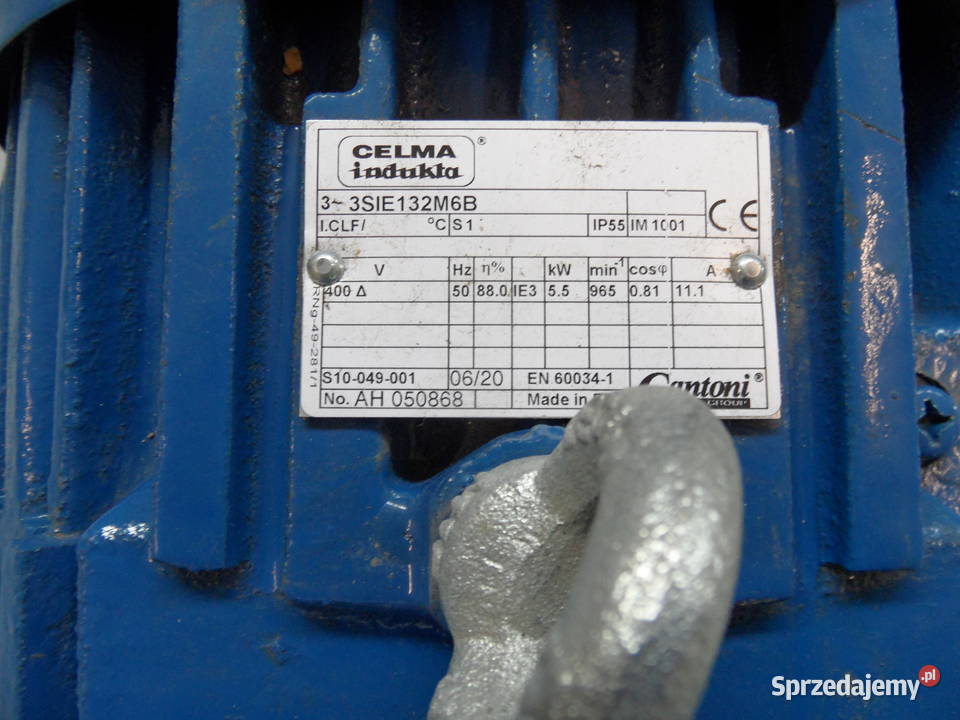 CELMA ®
indukta
3~ 3SIE132M6B
I.CLF/ °C S1 IP55 IM 1001 CE
V Hz η% kW min-1 cosφ A
400 Δ 50 88.0/IE3 5.5 965 0.81 11.1
S10-049-001 06/20 EN 60034-1 Cantoni ®
No. AH 050868 Made in GROUP
RNg-49-281/1
Sprzedajemy.pl